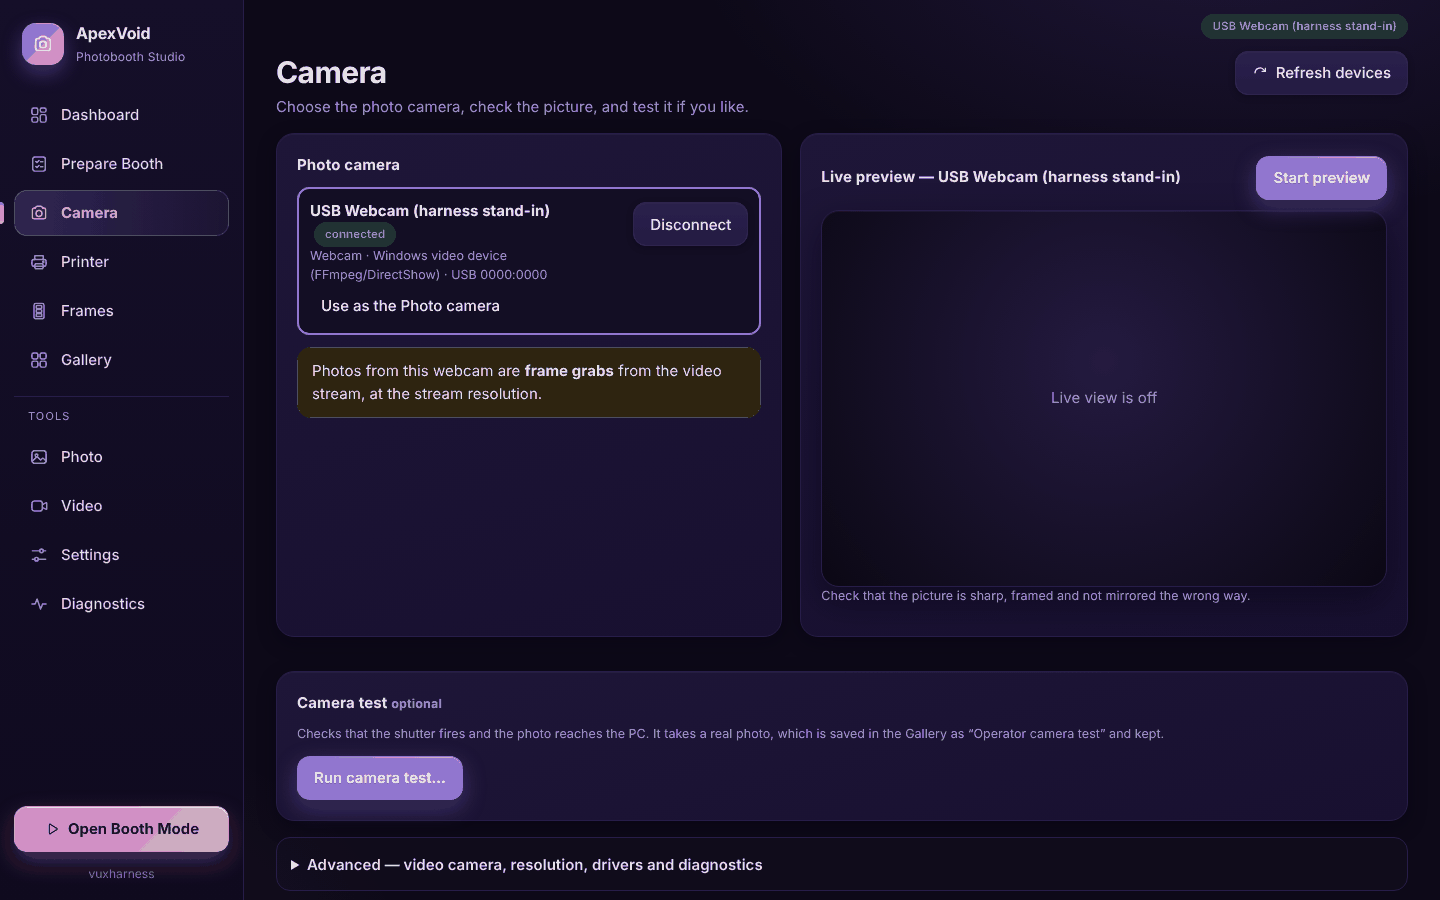 ApexVoid
Photobooth Studio
Dashboard
Prepare Booth
Camera
Printer
Frames
Gallery
TOOLS
Photo
Video
Settings
Diagnostics
Open Booth Mode
vuxharness
USB Webcam (harness stand-in)
Camera
Choose the photo camera, check the picture, and test it if you like.
Refresh devices
Photo camera
USB Webcam (harness stand-in)
connected
Disconnect
Webcam · Windows video device
(FFmpeg/DirectShow) · USB 0000:0000
Use as the Photo camera
Photos from this webcam are frame grabs from the video
stream, at the stream resolution.
Live preview — USB Webcam (harness stand-in)
Start preview
Live view is off
Check that the picture is sharp, framed and not mirrored the wrong way.
Camera test optional
Checks that the shutter fires and the photo reaches the PC. It takes a real photo, which is saved in the Gallery as “Operator camera test” and kept.
Run camera test...
Advanced — video camera, resolution, drivers and diagnostics